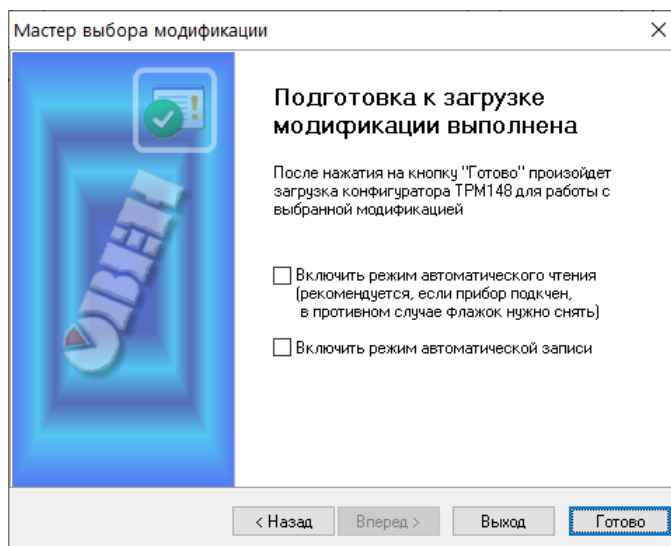 Мастер выбора модификации
Подготовка к загрузке
модификации выполнена
После нажатия на кнопку "Готово" произойдет
загрузка конфигуратора ТРМ148 для работы с
выбранной модификацией
Включить режим автоматического чтения
(рекомендуется, если прибор подкчен,
в противном случае флажок нужно снять)
Включить режим автоматической записи
ОВЕН
< Назад
Вперед >
Выход
Готово